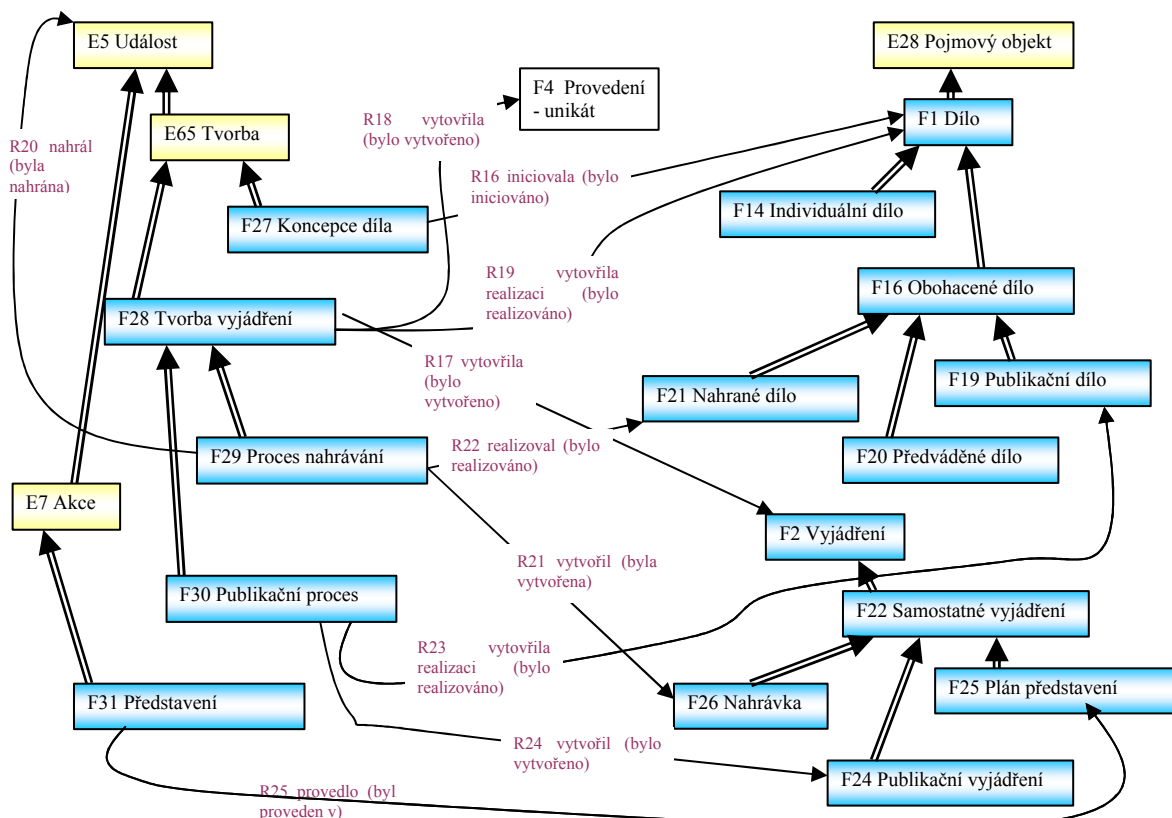 E5 Událost
E28 Pojmový objekt
F4 Provedení
- unikát
F1 Dílo
E65 Tvorba
R18 vytovřila
(bylo vytvořeno)
R20 nahrál
(byla
nahrána)
R16 iniciovala (bylo
iniciováno)
F14 Individuální dílo
F27 Koncepce díla
R19 vytovřila
realizaci (bylo
realizováno)
F16 Obohacené dílo
F28 Tvorba vyjádření
R17 vytovřila
(bylo
vytvořeno)
F19 Publikační dílo
F21 Nahrané dílo
R22 realizoval (bylo
realizováno)
F29 Proces nahrávání
F20 Předváděné dílo
E7 Akce
F2 Vyjádření
R21 vytvořil (byla
vytvořena)
F30 Publikační proces
F22 Samostatné vyjádření
R23 vytovřila
realizaci (bylo
realizováno)
F25 Plán představení
F31 Představení
F26 Nahrávka
R24 vytvořil (bylo
vytvořeno)
F24 Publikační vyjádření
R25 provedlo (byl
proveden v)